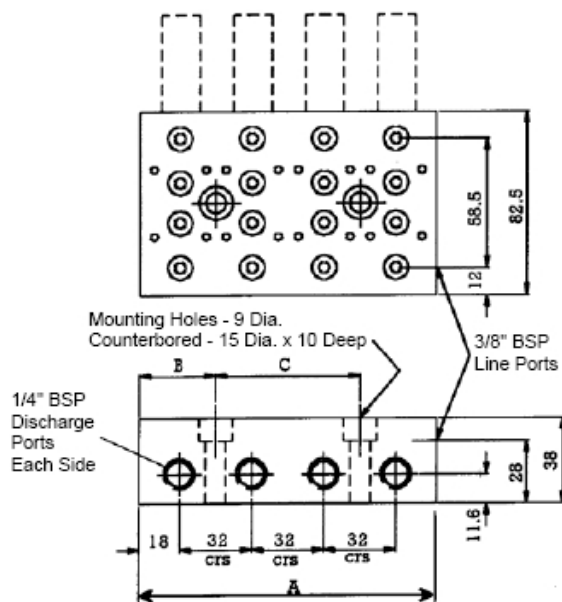 58.5
82.5
12
Mounting Holes - 9 Dia.
Counterbored - 15 Dia. x 10 Deep
3/8" BSP
Line Ports
B
C
1/4" BSP
Discharge
Ports
Each Side
28
38
11.6
18
32
crs
32
crs
32
crs
A